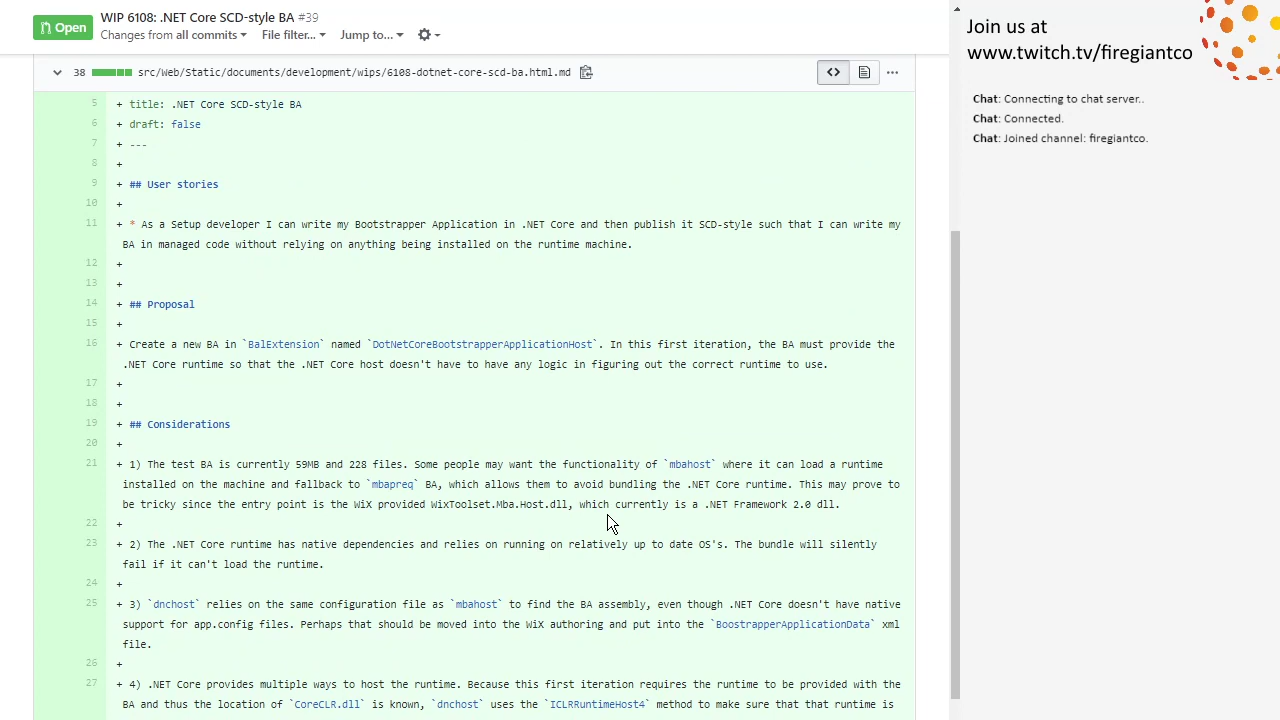 Open
WIP 6108: .NET Core SCD-style BA #39
Changes from all commits File filter... Jump to...
38 src/Web/Static/documents/development/wips/6108-dotnet-core-scd-ba.html.md
5 + title: .NET Core SCD-style BA
6 + draft: false
7 + ---
8 +
9 + ## User stories
10 +
11 + * As a Setup developer I can write my Bootstrapper Application in .NET Core and then publish it SCD-style such that I can write my
BA in managed code without relying on anything being installed on the runtime machine.
12 +
13 +
14 + ## Proposal
15 +
16 + Create a new BA in `BalExtension` named `DotNetCoreBootstrapperApplicationHost`. In this first iteration, the BA must provide the
.NET Core runtime so that the .NET Core host doesn't have to have any logic in figuring out the correct runtime to use.
17 +
18 +
19 + ## Considerations
20 +
21 + 1) The test BA is currently 59MB and 228 files. Some people may want the functionality of `mbahost` where it can load a runtime
installed on the machine and fallback to `mbapreq` BA, which allows them to avoid bundling the .NET Core runtime. This may prove to
be tricky since the entry point is the WiX provided WixToolset.Mba.Host.dll, which currently is a .NET Framework 2.0 dll.
22 +
23 + 2) The .NET Core runtime has native dependencies and relies on running on relatively up to date OS's. The bundle will silently
fail if it can't load the runtime.
24 +
25 + 3) `dnchost` relies on the same configuration file as `mbahost` to find the BA assembly, even though .NET Core doesn't have native
support for app.config files. Perhaps that should be moved into the WiX authoring and put into the `BoostrapperApplicationData` xml
file.
26 +
27 + 4) .NET Core provides multiple ways to host the runtime. Because this first iteration requires the runtime to be provided with the
BA and thus the location of `CoreCLR.dll` is known, `dnchost` uses the `ICLRRuntimeHost4` method to make sure that that runtime is
Join us at
www.twitch.tv/firegiantco
Chat: Connecting to chat server..
Chat: Connected.
Chat: Joined channel: firegiantco.